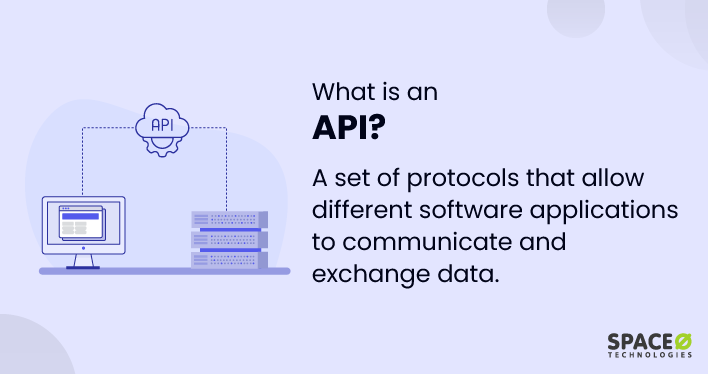 API
What is an
API?
A set of protocols that allow
different software applications
to communicate and
exchange data.
SPACEO
TECHNOLOGIES